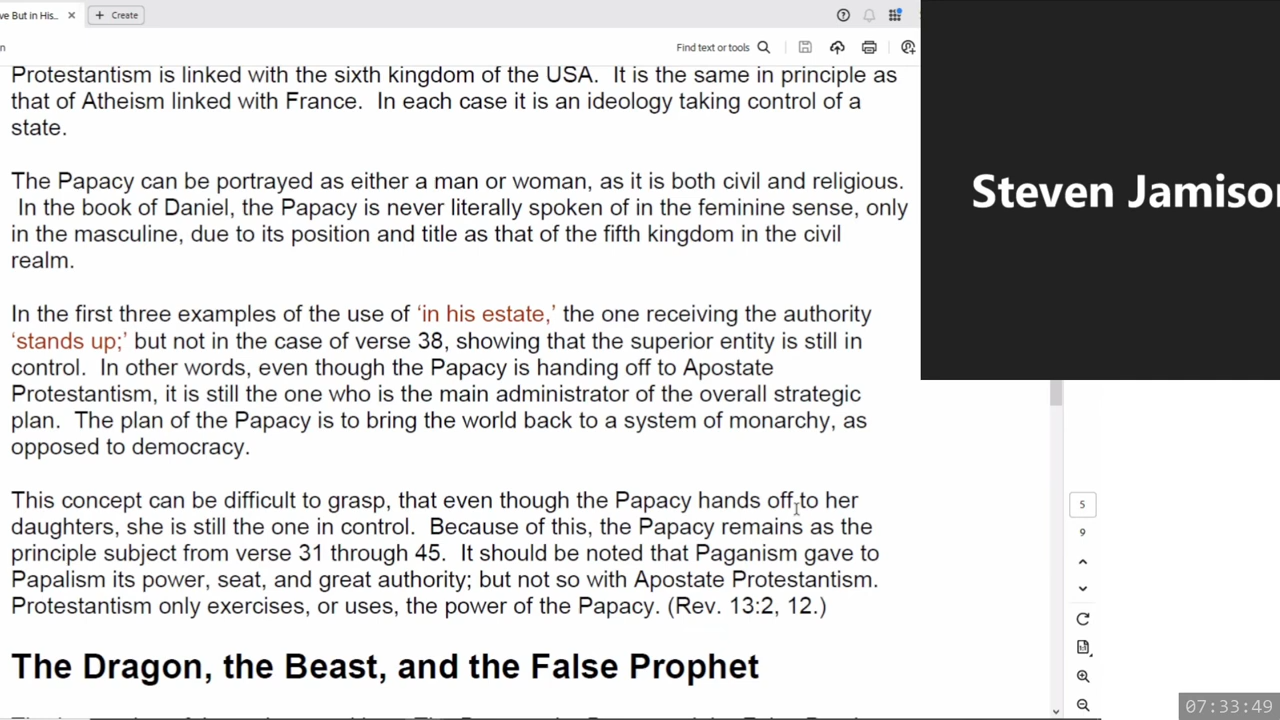 ve But in His..
Create
n
Find text or tools
Protestantism is linked with the sixth kingdom of the USA. It is the same in principle as
that of Atheism linked with France. In each case it is an ideology taking control of a
state.
The Papacy can be portrayed as either a man or woman, as it is both civil and religious.
In the book of Daniel, the Papacy is never literally spoken of in the feminine sense, only
in the masculine, due to its position and title as that of the fifth kingdom in the civil
realm.
In the first three examples of the use of ‘in his estate,’ the one receiving the authority
‘stands up;’ but not in the case of verse 38, showing that the superior entity is still in
control. In other words, even though the Papacy is handing off to Apostate
Protestantism, it is still the one who is the main administrator of the overall strategic
plan. The plan of the Papacy is to bring the world back to a system of monarchy, as
opposed to democracy.
This concept can be difficult to grasp, that even though the Papacy hands off to her
daughters, she is still the one in control. Because of this, the Papacy remains as the
principle subject from verse 31 through 45. It should be noted that Paganism gave to
Papalism its power, seat, and great authority; but not so with Apostate Protestantism.
Protestantism only exercises, or uses, the power of the Papacy. (Rev. 13:2, 12.)
The Dragon, the Beast, and the False Prophet
Steven Jamison
5
9
07:33:49